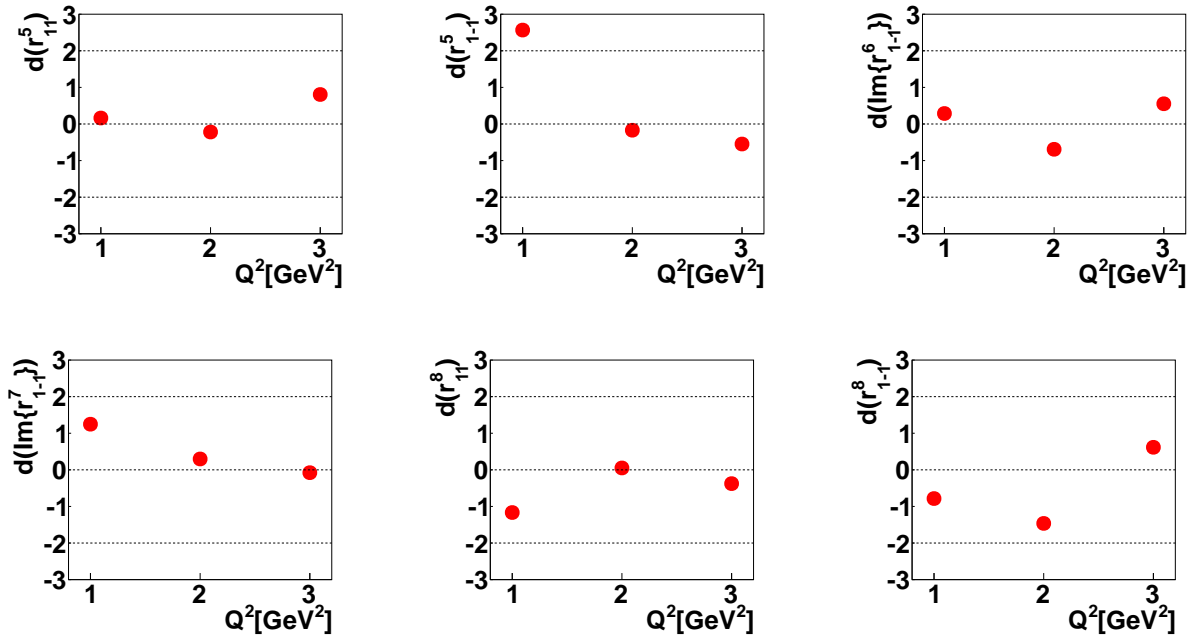 d(r^5_11)
3
2
1
0
-1
-2
-3
1 2 3
Q^2[GeV^2]
d(r^5_1-1)
3
2
1
0
-1
-2
-3
1 2 3
Q^2[GeV^2]
d(Im{r^6_1-1})
3
2
1
0
-1
-2
-3
1 2 3
Q^2[GeV^2]
d(Im{r^7_1-1})
3
2
1
0
-1
-2
-3
1 2 3
Q^2[GeV^2]
d(r^8_11)
3
2
1
0
-1
-2
-3
1 2 3
Q^2[GeV^2]
d(r^8_1-1)
3
2
1
0
-1
-2
-3
1 2 3
Q^2[GeV^2]